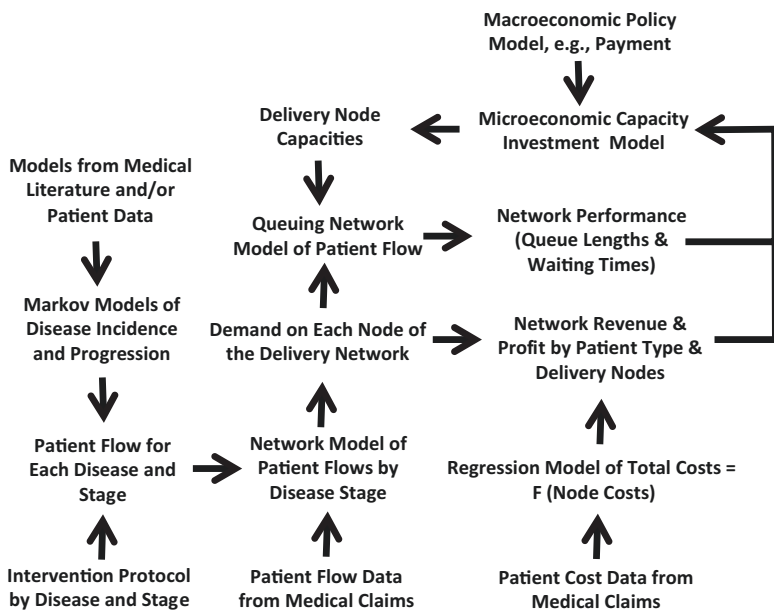 Macroeconomic Policy
Model, e.g., Payment
Delivery Node
Capacities
Microeconomic Capacity
Investment Model
Models from Medical
Literature and/or
Patient Data
Queuing Network
Model of Patient Flow
Network Performance
(Queue Lengths &
Waiting Times)
Markov Models of
Disease Incidence
and Progression
Demand on Each Node of
the Delivery Network
Network Revenue &
Profit by Patient Type &
Delivery Nodes
Patient Flow for
Each Disease and
Stage
Network Model of
Patient Flows by
Disease Stage
Regression Model of Total Costs =
F (Node Costs)
Intervention Protocol
by Disease and Stage
Patient Flow Data
from Medical Claims
Patient Cost Data from
Medical Claims